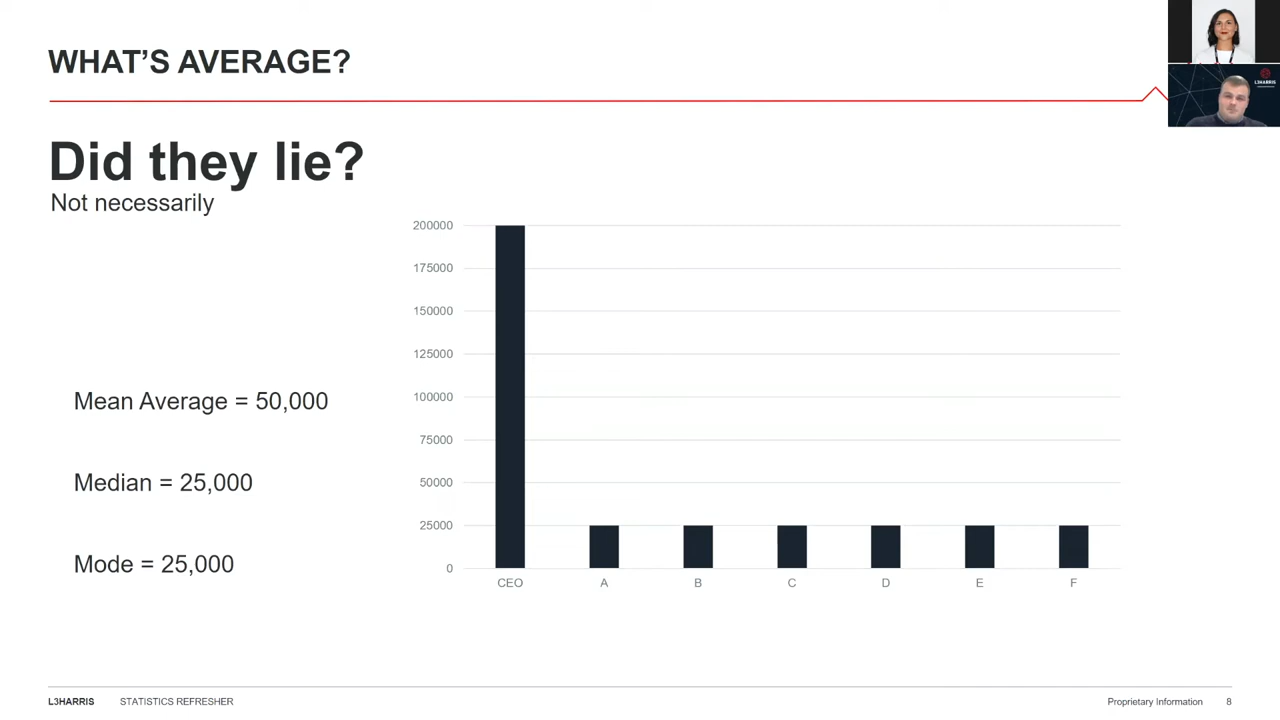 WHAT'S AVERAGE?
L3HARRIS
Did they lie?
Not necessarily
Mean Average = 50,000
Median = 25,000
Mode = 25,000
200000
175000
150000
125000
100000
75000
50000
25000
0
CEO A B C D E F
L3HARRIS STATISTICS REFRESHER Proprietary Information 8